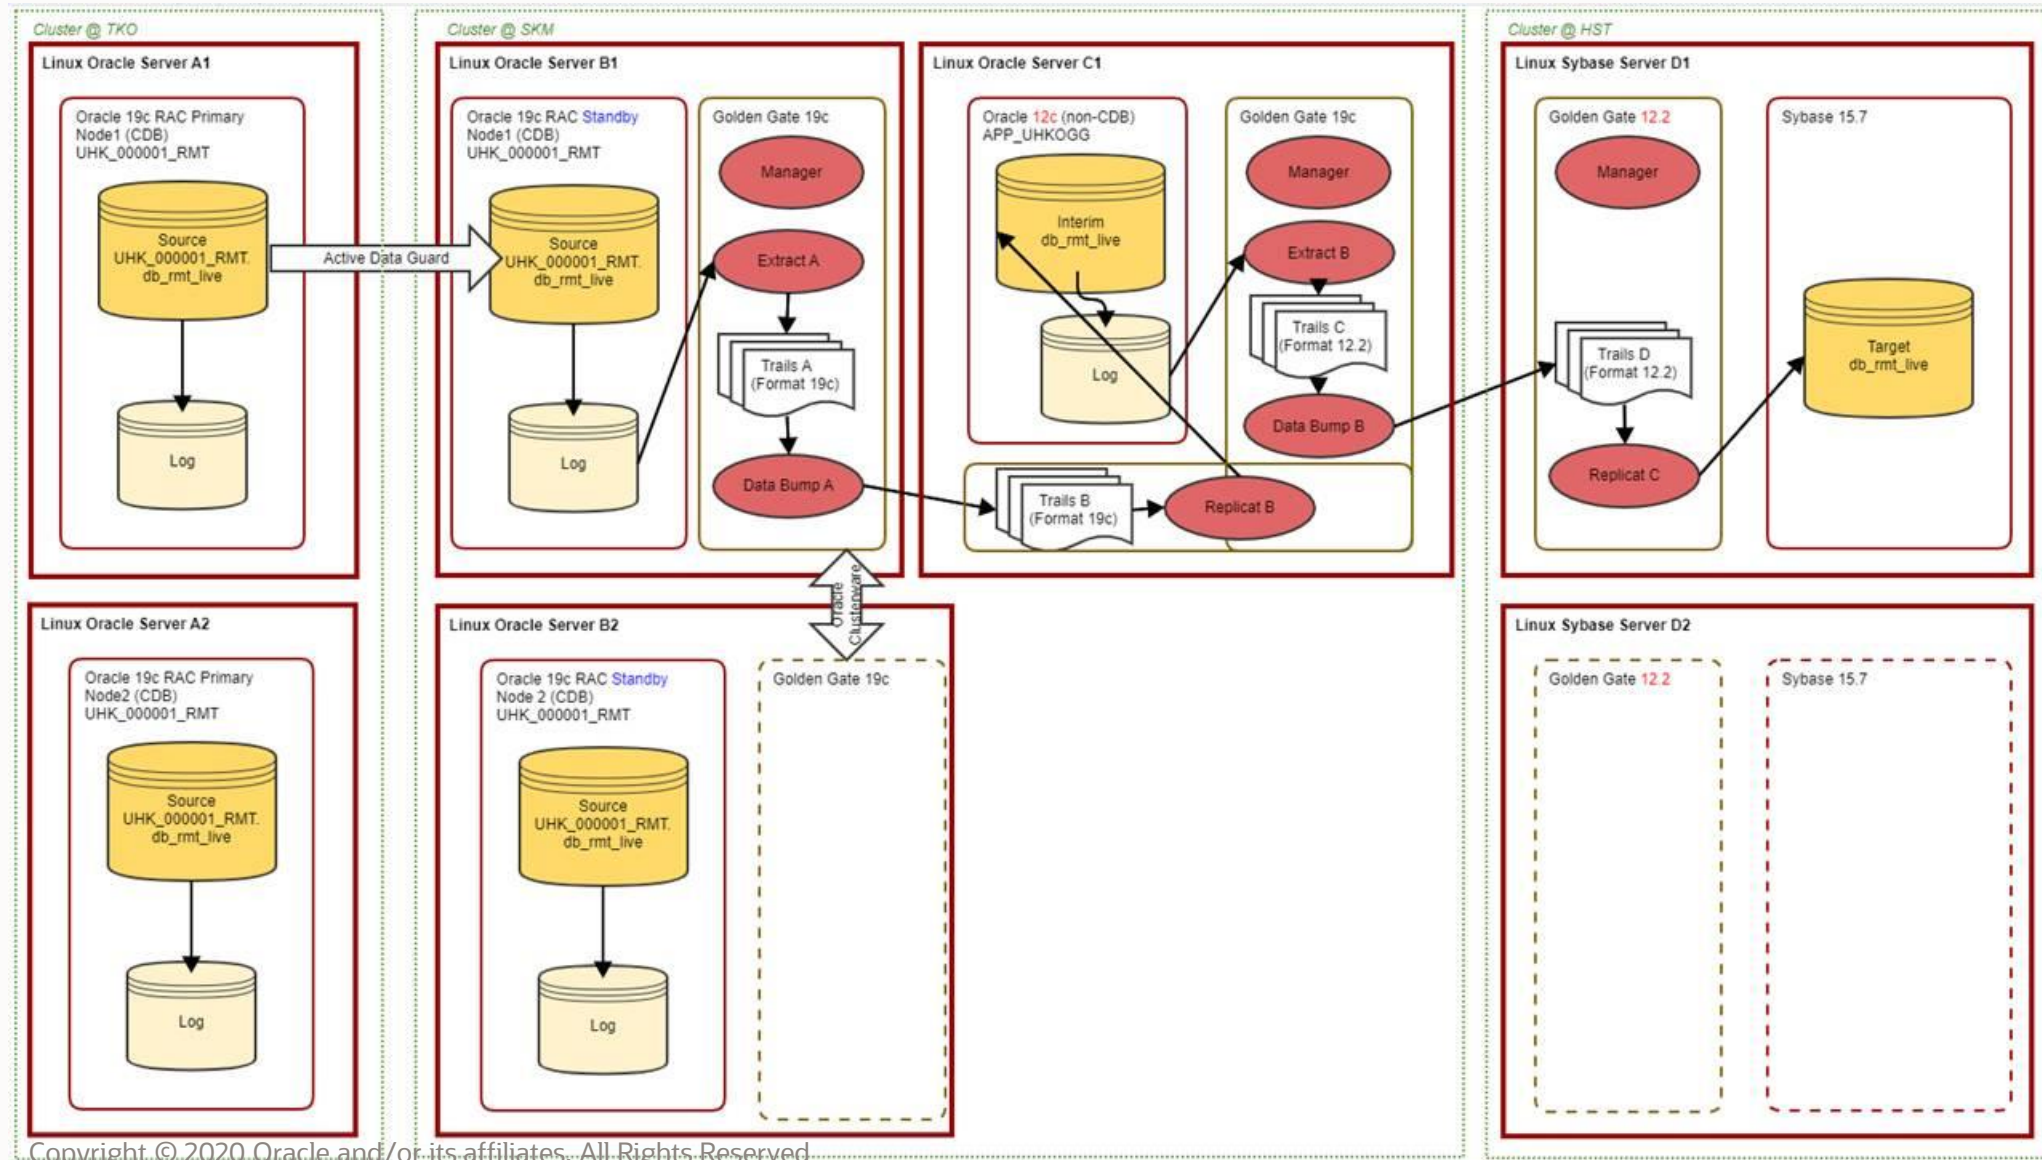 Cluster @ TKO
Linux Oracle Server A1
Oracle 19c RAC Primary
Node1 (CDB)
UHK_000001_RMT
Source
UHK_000001_RMT.
db_rmt_live
Log
Active Data Guard
Linux Oracle Server A2
Oracle 19c RAC Primary
Node2 (CDB)
UHK_000001_RMT
Source
UHK_000001_RMT.
db_rmt_live
Log
Cluster @ SKM
Linux Oracle Server B1
Oracle 19c RAC Standby
Node1 (CDB)
UHK_000001_RMT
Source
UHK_000001_RMT.
db_rmt_live
Log
Golden Gate 19c
Manager
Extract A
Trails A
(Format 19c)
Data Bump A
Oracle
Clusterware
Linux Oracle Server B2
Oracle 19c RAC Standby
Node 2 (CDB)
UHK_000001_RMT
Source
UHK_000001_RMT.
db_rmt_live
Log
Golden Gate 19c
Linux Oracle Server C1
Oracle 12c (non-CDB)
APP_UHKOGG
Interim
db_rmt_live
Log
Golden Gate 19c
Manager
Extract B
Trails C
(Format 12.2)
Data Bump B
Trails B
(Format 19c)
Replicat B
Cluster @ HST
Linux Sybase Server D1
Golden Gate 12.2
Manager
Trails D
(Format 12.2)
Replicat C
Sybase 15.7
Target
db_rmt_live
Linux Sybase Server D2
Golden Gate 12.2
Sybase 15.7
Copyright © 2020 Oracle and/or its affiliates. All Rights Reserved